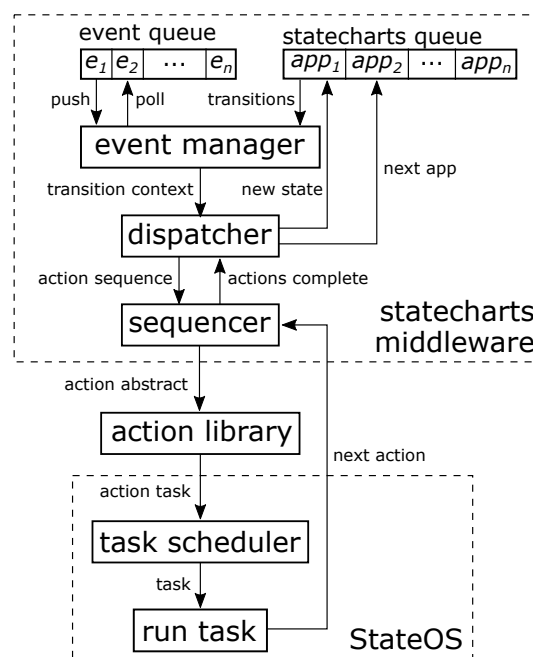 event queue
statecharts queue
e1 e2 ... en
app1 app2 ... appn
push
poll
transitions
event manager
transition context
new state
next app
dispatcher
action sequence
actions complete
sequencer
statecharts
middleware
action abstract
action library
next action
action task
task scheduler
task
run task
StateOS